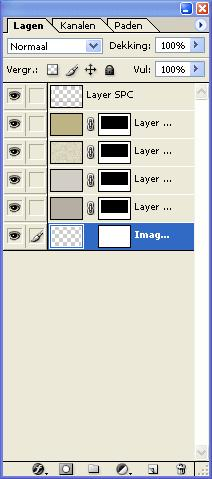 Lagen Kanalen Paden
Normaal Dekking: 100%
Vergr.: Vul: 100%
Layer SPC
Layer ...
Layer ...
Layer ...
Layer ...
Imag...